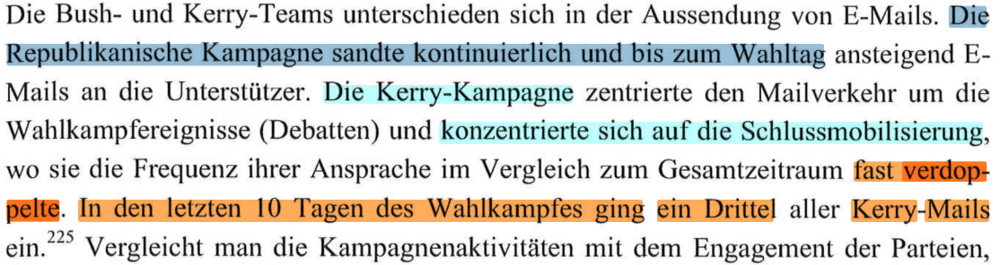 Die Bush- und Kerry-Teams unterschieden sich in der Aussendung von E-Mails. Die
Republikanische Kampagne sandte kontinuierlich und bis zum Wahltag ansteigend E-
Mails an die Unterstützer. Die Kerry-Kampagne zentrierte den Mailverkehr um die
Wahlkampfereignisse (Debatten) und konzentrierte sich auf die Schlussmobilisierung,
wo sie die Frequenz ihrer Ansprache im Vergleich zum Gesamtzeitraum fast verdop-
pelte. In den letzten 10 Tagen des Wahlkampfes ging ein Drittel aller Kerry-Mails
ein.225 Vergleicht man die Kampagnenaktivitäten mit dem Engagement der Parteien,